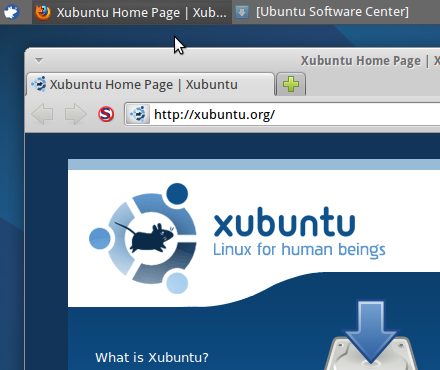 Xubuntu Home Page | Xub...
[Ubuntu Software Center]
Xubuntu Home Page | X
Xubuntu Home Page | Xubuntu
http://xubuntu.org/
xubuntu
Linux for human beings
What is Xubuntu?